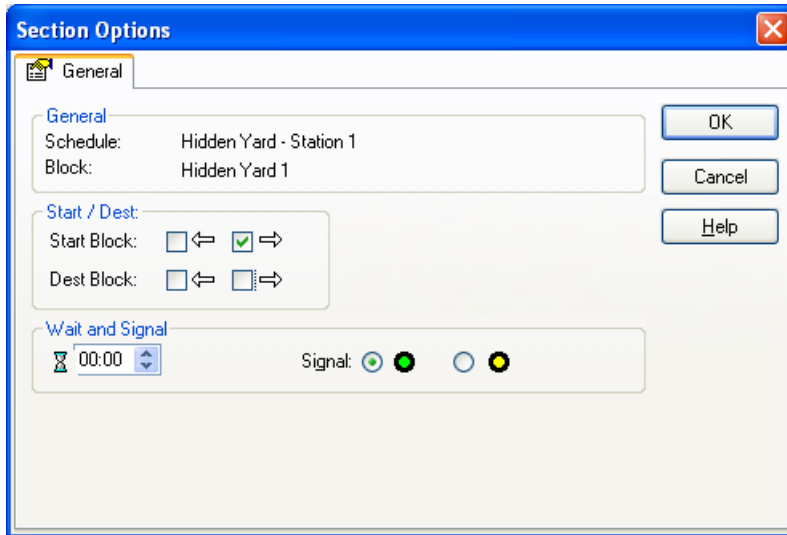 Section Options
General
General
Schedule: Hidden Yard - Station 1
Block: Hidden Yard 1
OK
Cancel
Help
Start / Dest:
Start Block:
Dest Block:
Wait and Signal
00:00 Signal: